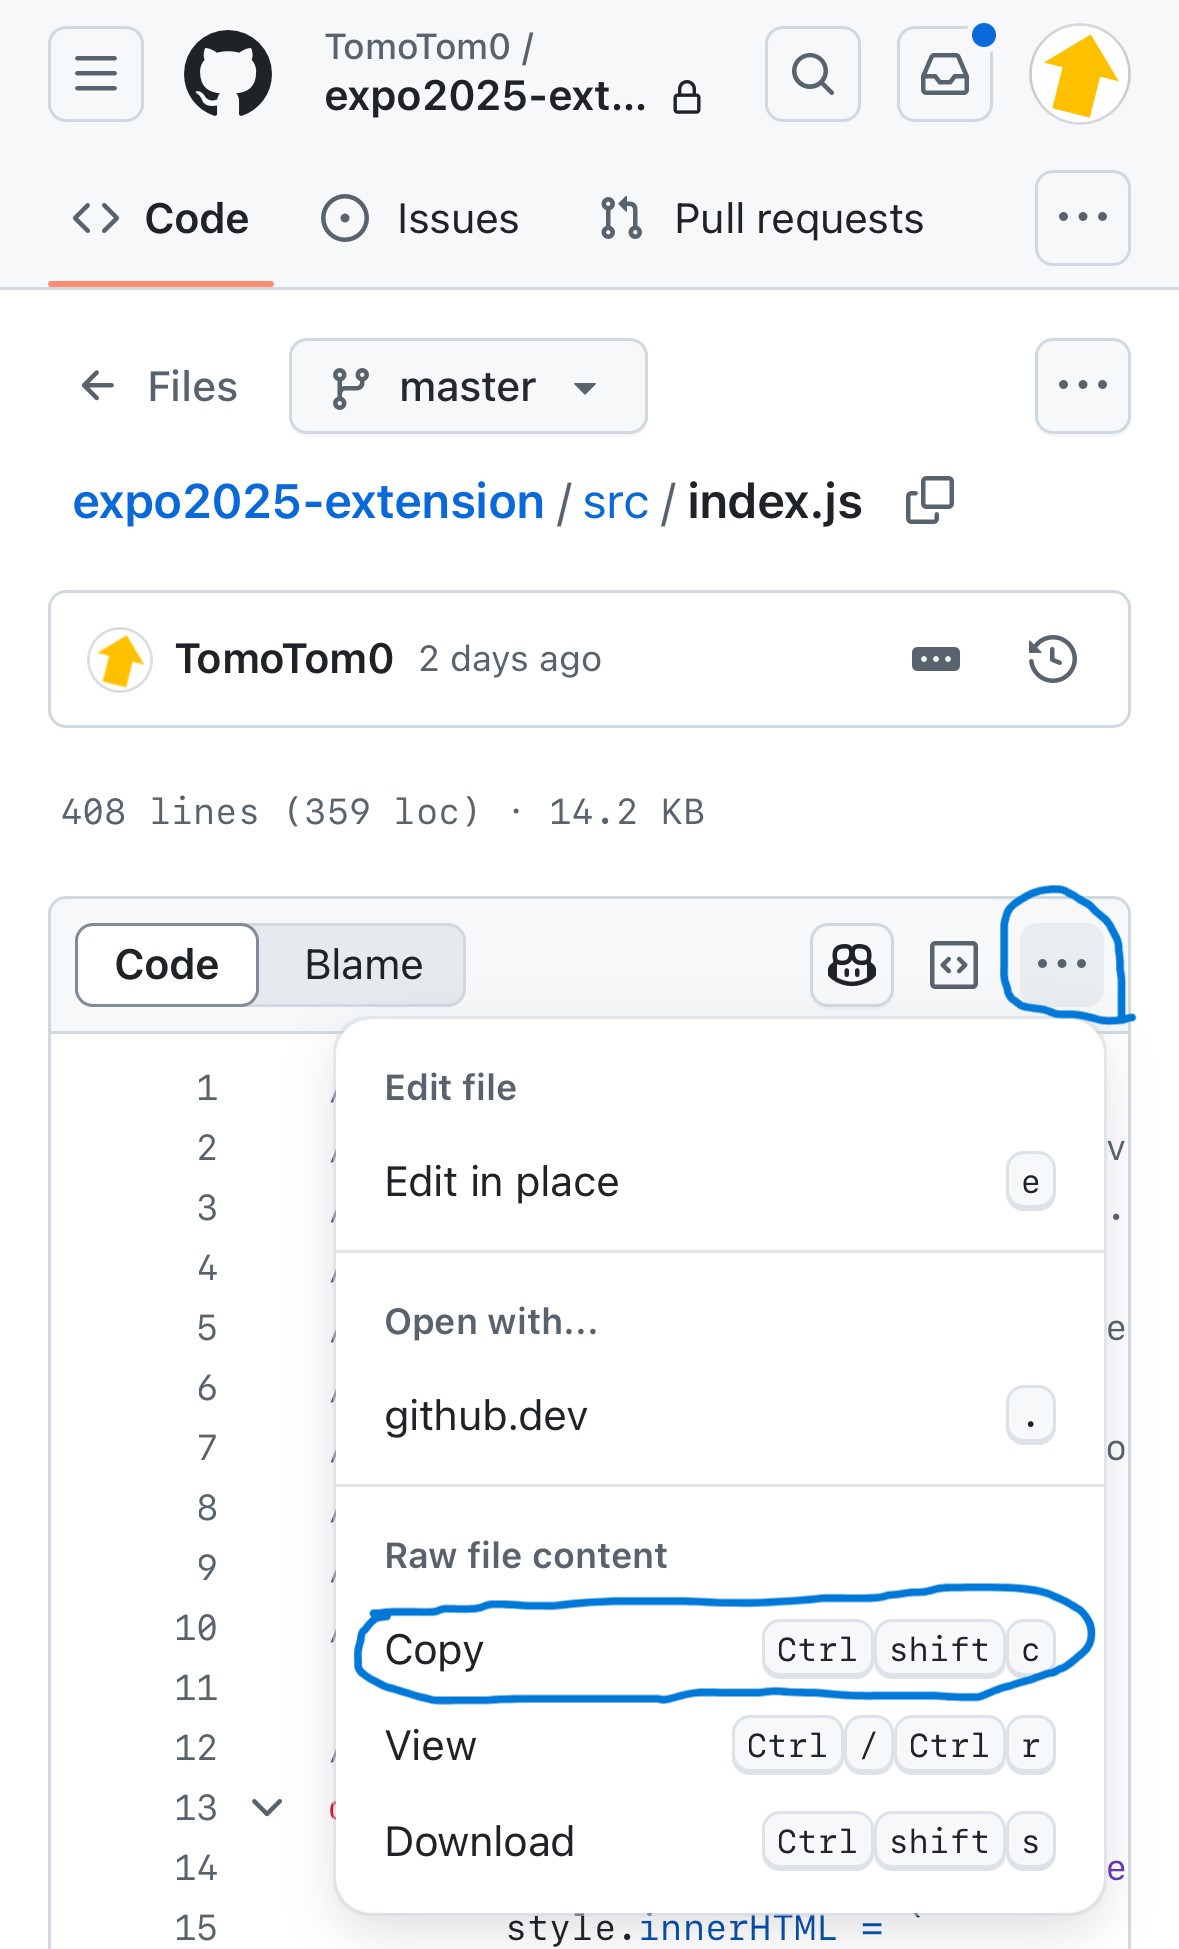 TomoTom0 /
expo2025-ext...
Code
Issues
Pull requests
Files
master
expo2025-extension / src / index.js
TomoTom0 2 days ago
408 lines (359 loc) · 14.2 KB
Code
Blame
Edit file
Edit in place e
Open with...
github.dev .
Raw file content
Copy Ctrl shift c
View Ctrl / Ctrl r
Download Ctrl shift s
1
2 v
3 .
4
5 e
6
7 o
8
9
10
11
12
13
14 e
15 style.innerHTML = `